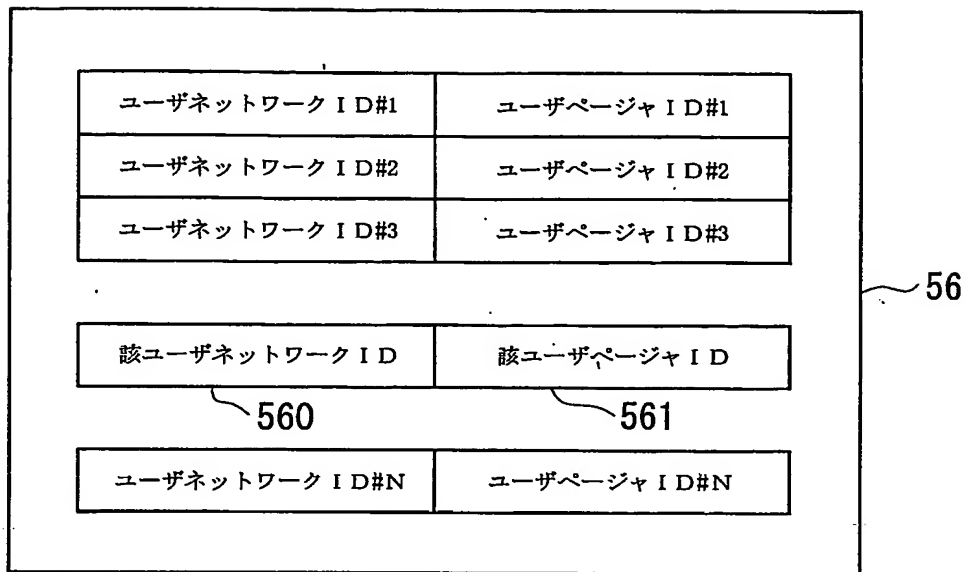 ユーザネットワークＩＤ#1 ユーザページャＩＤ#1
ユーザネットワークＩＤ#2 ユーザページャＩＤ#2
ユーザネットワークＩＤ#3 ユーザページャＩＤ#3
56
該ユーザネットワークＩＤ 該ユーザページャＩＤ
560 561
ユーザネットワークＩＤ#N ユーザページャＩＤ#N